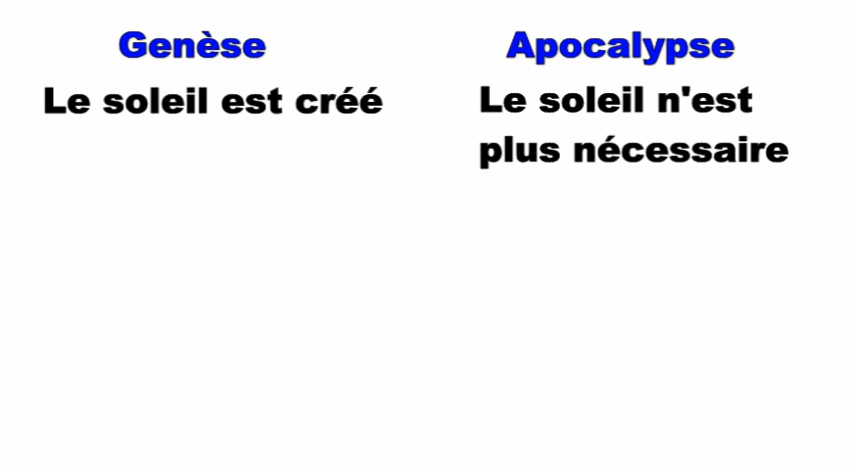 Genèse
Le soleil est créé
Apocalypse
Le soleil n'est
plus nécessaire